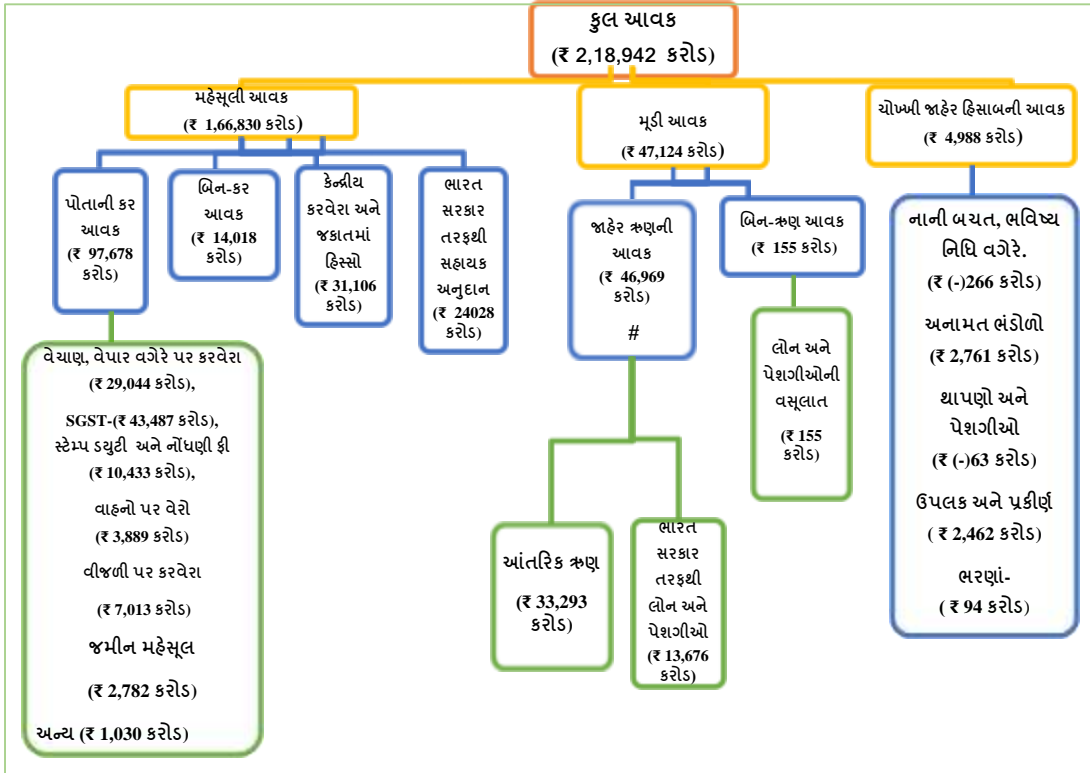 કુલ આવક
(₹ 2,18,942 કરોડ)
મહેસૂલી આવક
(₹ 1,66,830 કરોડ)
મૂડી આવક
(₹ 47,124 કરોડ)
ચોખ્ખી જાહેર હિસાબની આવક
(₹ 4,988 કરોડ)
પોતાની કર
આવક
(₹ 97,678
કરોડ)
બિન-કર
આવક
(₹ 14,018
કરોડ)
કેન્દ્રીય
કરવેરા અને
જકાતમાં
હિસ્સો
(₹ 31,106
કરોડ)
ભારત
સરકાર
તરફથી
સહાયક
અનુદાન
(₹ 24028
કરોડ)
જાહેર ઋણની
આવક
(₹ 46,969
કરોડ)
#
બિન-ઋણ આવક
(₹ 155 કરોડ)
નાની બચત, ભવિષ્ય
નિધિ વગેરે.
(₹ (-)266 કરોડ)
અનામત ભંડોળો
(₹ 2,761 કરોડ)
થાપણો અને
પેશગીઓ
(₹ (-)63 કરોડ)
ઉપલક અને પ્રકીર્ણ
( ₹ 2,462 કરોડ)
ભરણાં-
( ₹ 94 કરોડ)
વેચાણ, વેપાર વગેરે પર કરવેરા
(₹ 29,044 કરોડ),
SGST-(₹ 43,487 કરોડ),
સ્ટેમ્પ ડયુટી અને નોંધણી ફી
(₹ 10,433 કરોડ),
વાહનો પર વેરો
(₹ 3,889 કરોડ)
વીજળી પર કરવેરા
(₹ 7,013 કરોડ)
જમીન મહેસૂલ
(₹ 2,782 કરોડ)
અન્ય (₹ 1,030 કરોડ)
લોન અને
પેશગીઓની
વસૂલાત
(₹ 155
કરોડ)
આંતરિક ઋણ
(₹ 33,293
કરોડ)
ભારત
સરકાર
તરફથી
લોન અને
પેશગીઓ
(₹ 13,676
કરોડ)